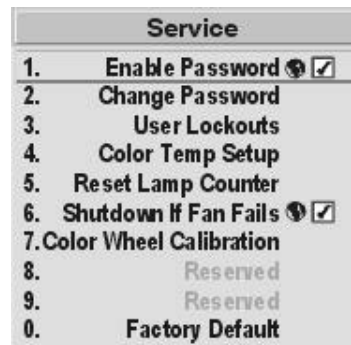 Service
1. Enable Password
2. Change Password
3. User Lockouts
4. Color Temp Setup
5. Reset Lamp Counter
6. Shutdown If Fan Fails
7. Color Wheel Calibration
8. Reserved
9. Reserved
0. Factory Default